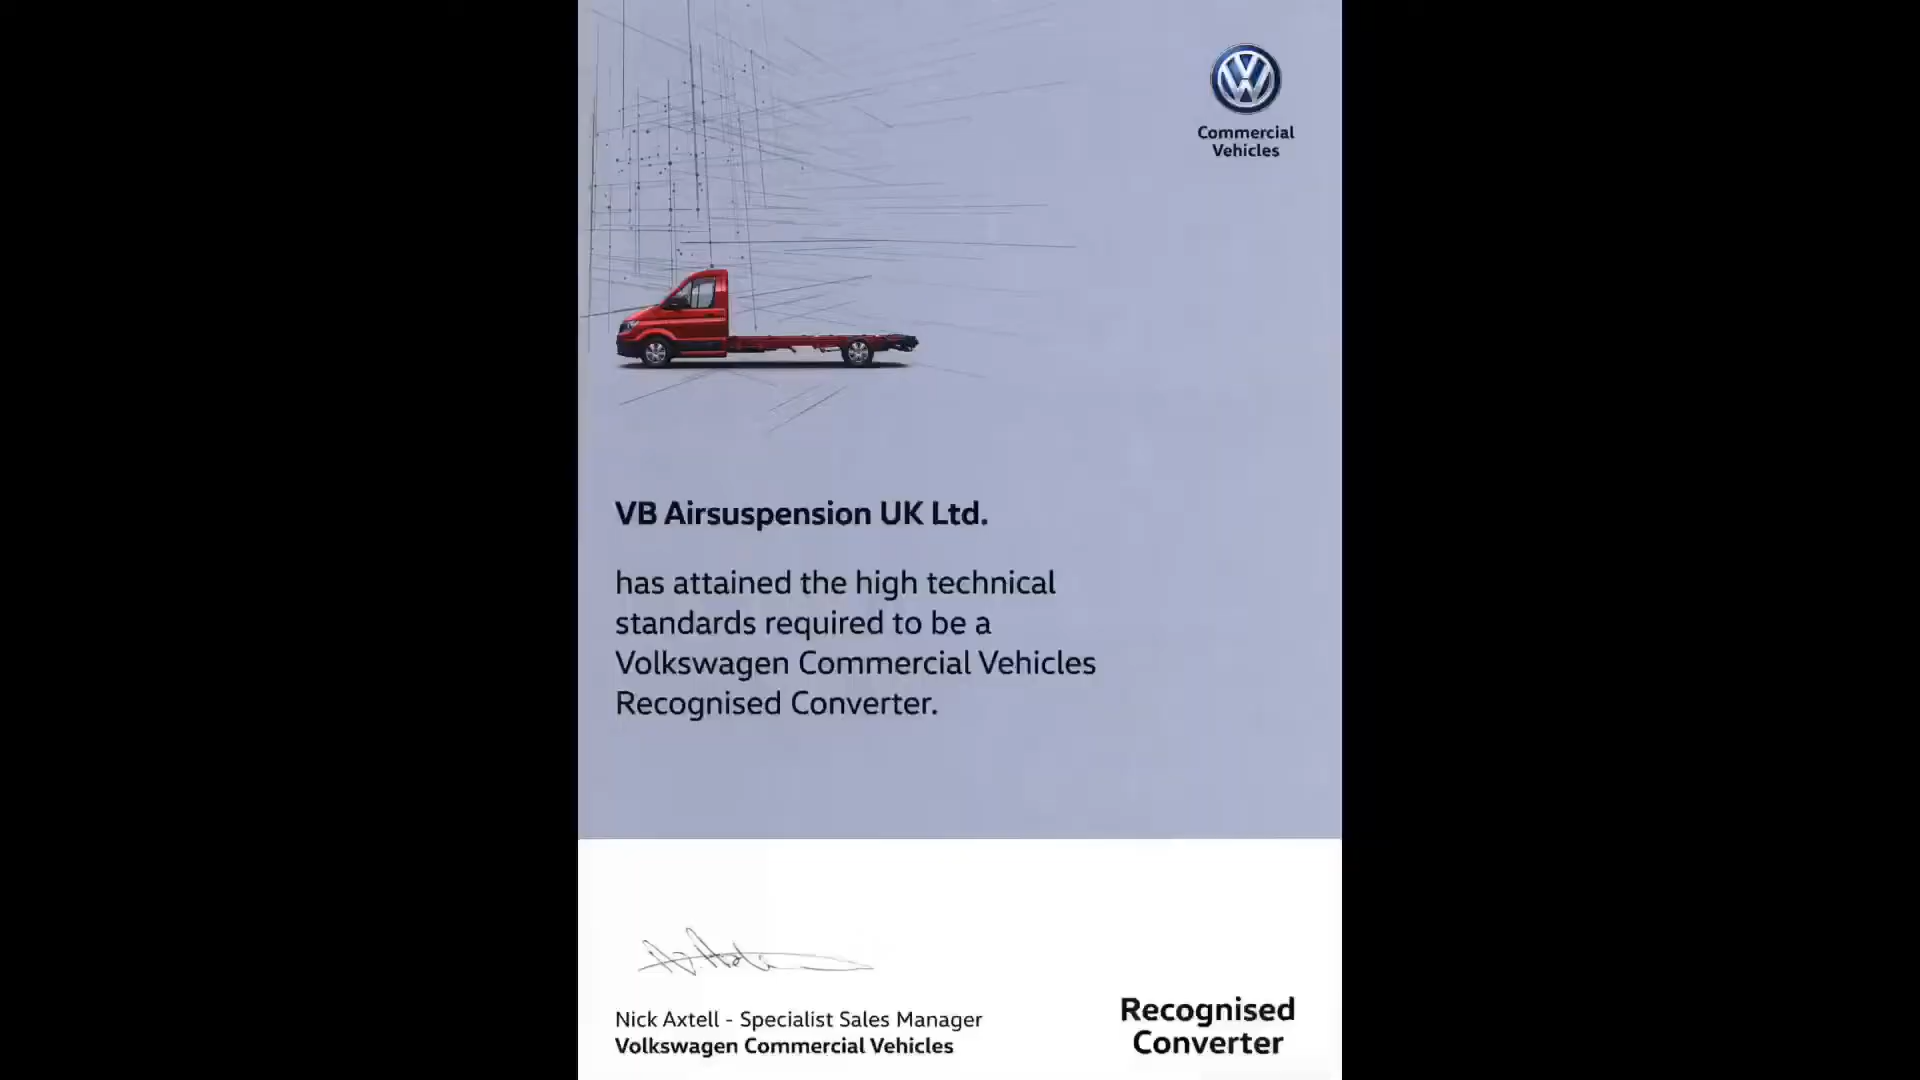 Commercial
Vehicles
VB Airsuspension UK Ltd.
has attained the high technical
standards required to be a
Volkswagen Commercial Vehicles
Recognised Converter.
Nick Axtell - Specialist Sales Manager
Volkswagen Commercial Vehicles
Recognised
Converter